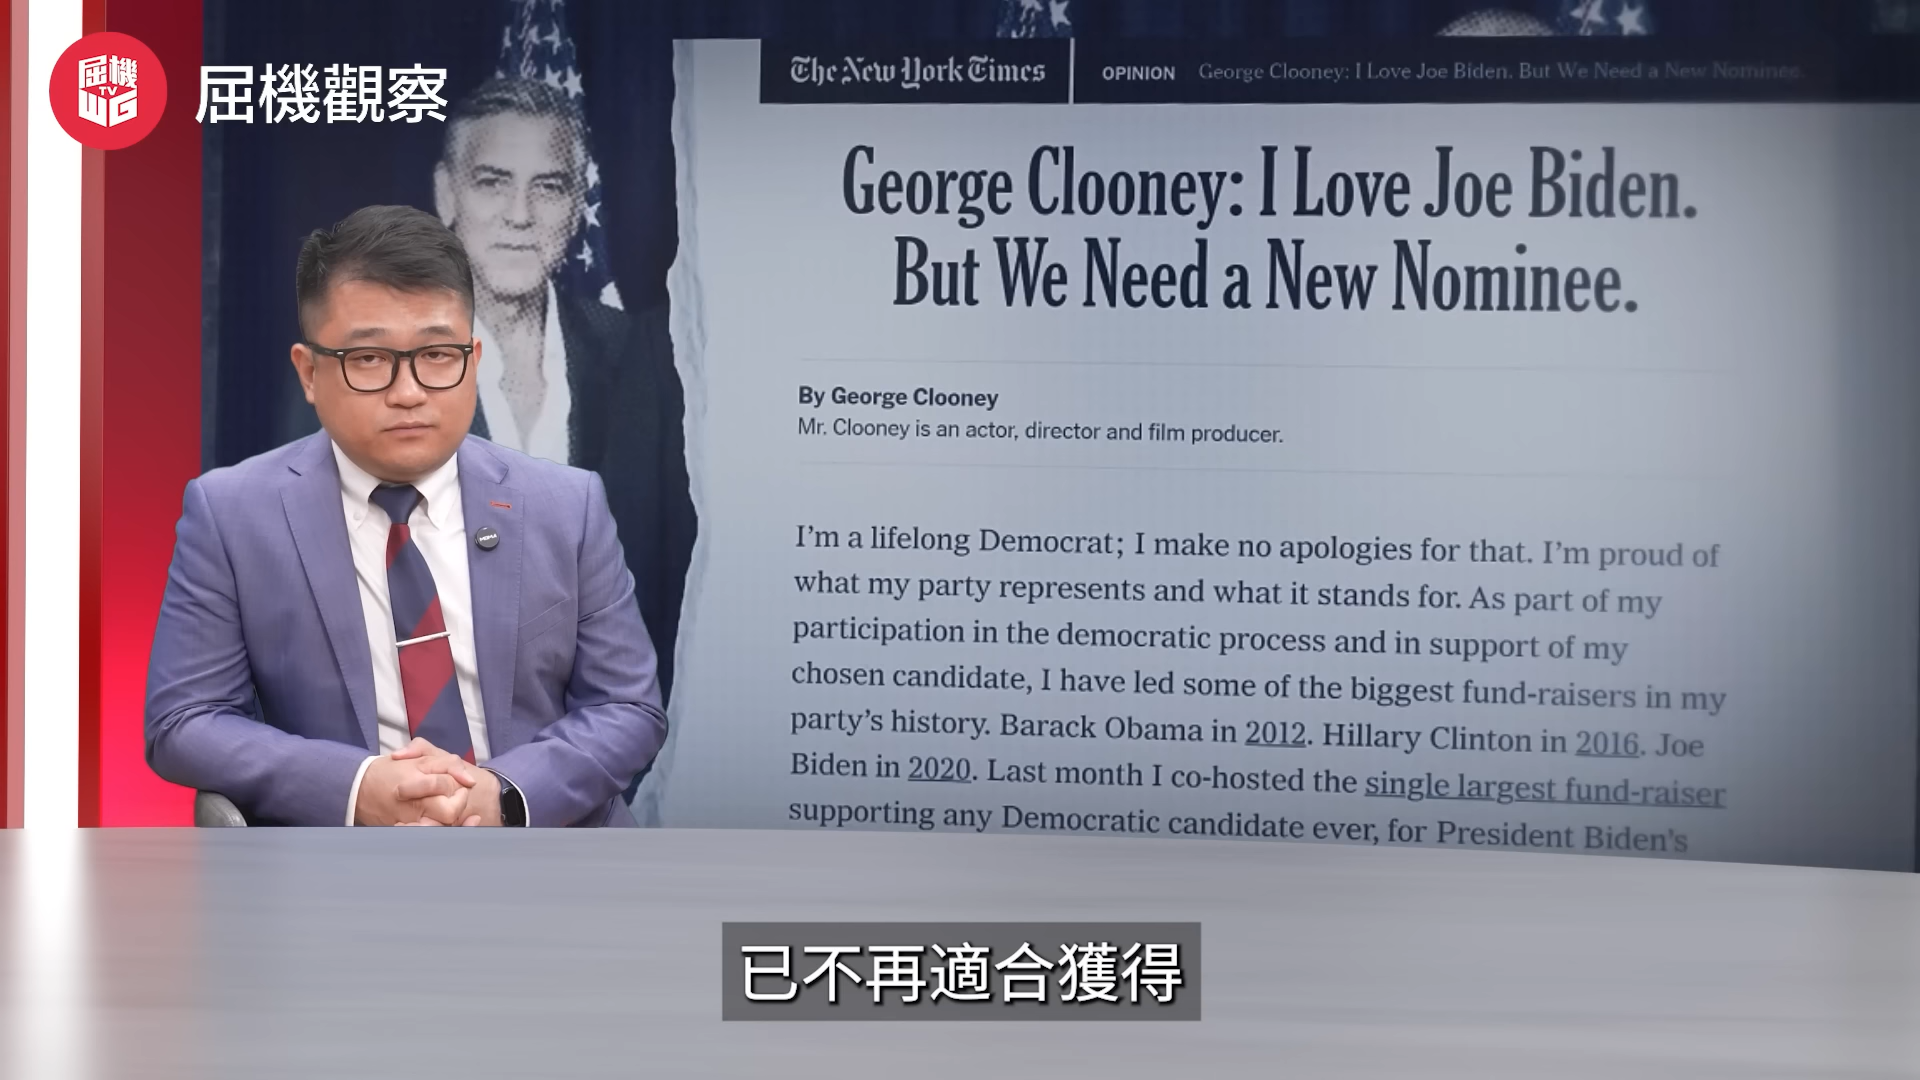 屈機
TV
WG
屈機觀察
The New York Times
OPINION George Clooney: I Love Joe Biden. But We Need a New Nominee.
George Clooney: I Love Joe Biden.
But We Need a New Nominee.
By George Clooney
Mr. Clooney is an actor, director and film producer.
I'm a lifelong Democrat; I make no apologies for that. I'm proud of
what my party represents and what it stands for. As part of my
participation in the democratic process and in support of my
chosen candidate, I have led some of the biggest fund-raisers in my
party's history. Barack Obama in 2012. Hillary Clinton in 2016. Joe
Biden in 2020. Last month I co-hosted the single largest fund-raiser
supporting any Democratic candidate ever, for President Biden's
已不再適合獲得